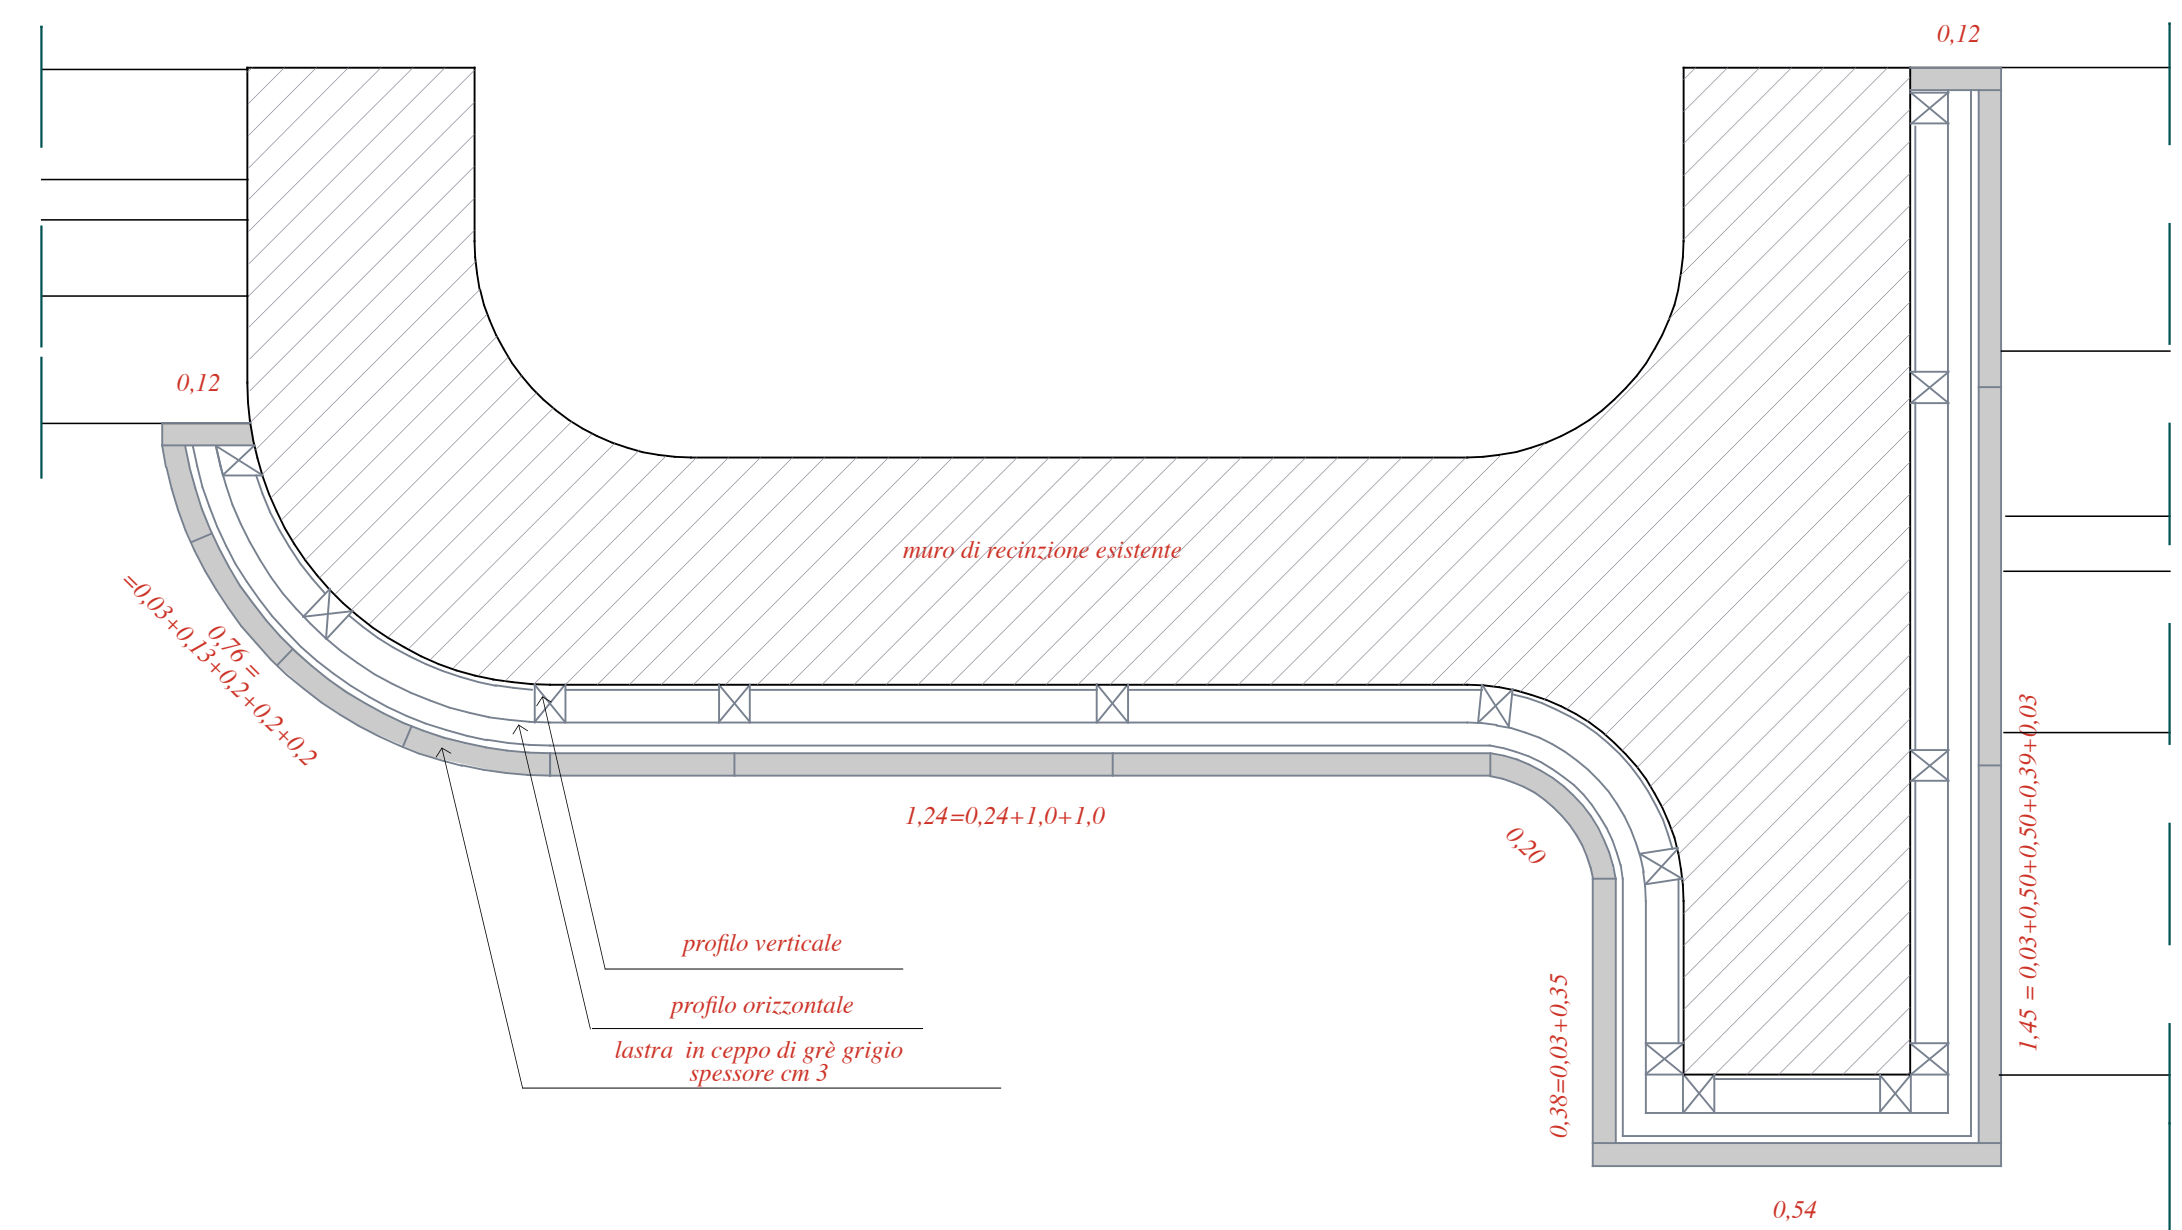 0,12
0,12
muro di recinzione esistente
0,76 =
=0,03+0,13+0,2+0,2+0,2
1,24=0,24+1,0+1,0
0,20
1,45 = 0,03+0,50+0,50+0,39+0,03
profilo verticale
profilo orizzontale
lastra in ceppo di grè grigio
spessore cm 3
0,38=0,03+0,35
0,54